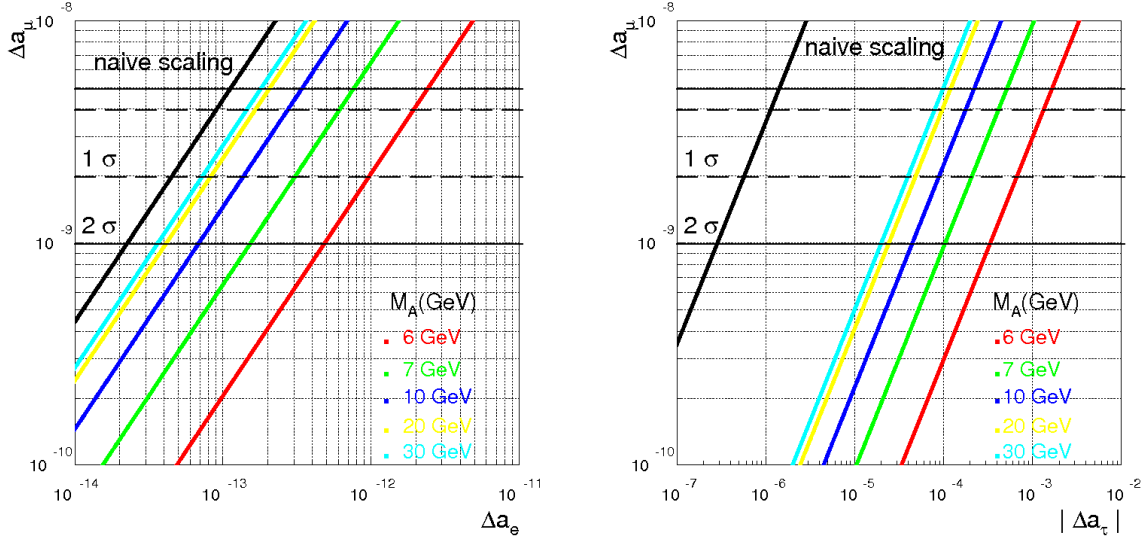 Δa_μ
10^-8
naive scaling
1 σ
2 σ
10^-9
M_A(GeV)
6 GeV
7 GeV
10 GeV
20 GeV
30 GeV
10^-10
10^-14
10^-13
10^-12
10^-11
Δa_e
Δa_μ
10^-8
naive scaling
1 σ
2 σ
10^-9
M_A(GeV)
6 GeV
7 GeV
10 GeV
20 GeV
30 GeV
10^-10
10^-7
10^-6
10^-5
10^-4
10^-3
10^-2
| Δa_τ |